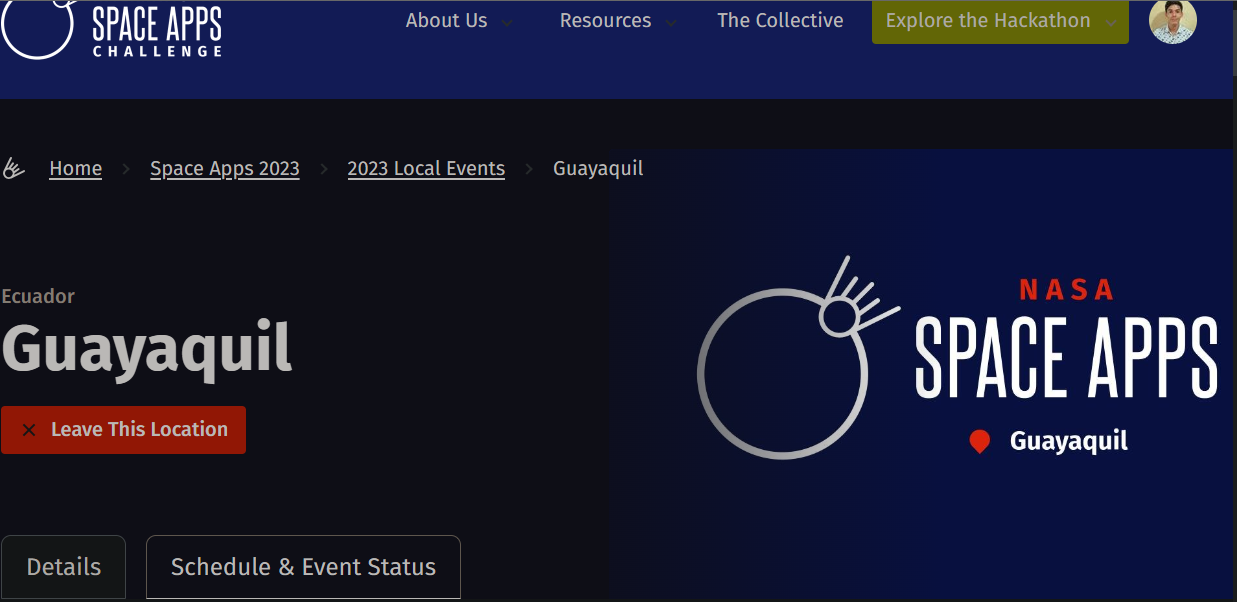 SPACE APPS
CHALLENGE
About Us
Resources
The Collective
Explore the Hackathon
Home
Space Apps 2023
2023 Local Events
Guayaquil
Ecuador
Guayaquil
Leave This Location
NASA
SPACE APPS
Guayaquil
Details
Schedule & Event Status